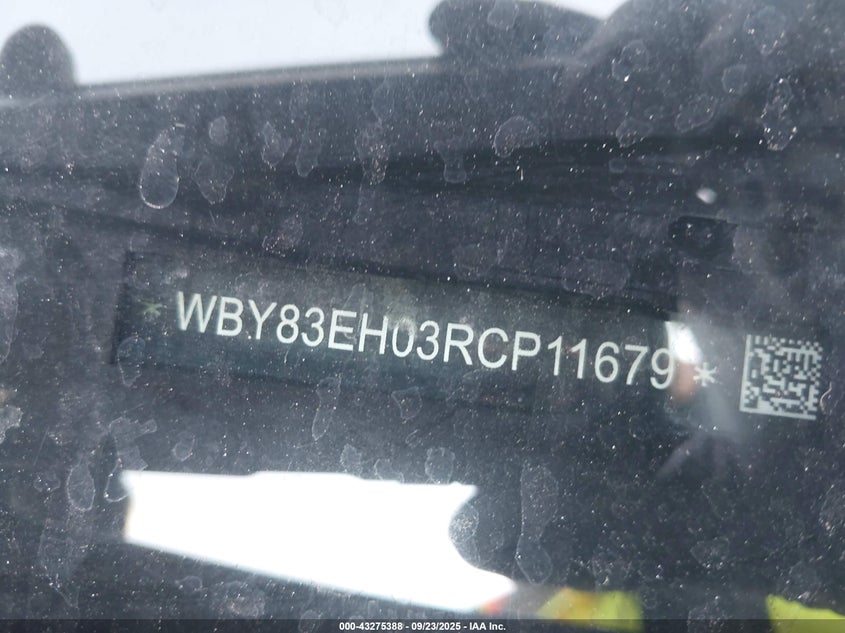 * WBY83EH03RCP11679 *
000-43275388 - 09/23/2025 - IAA Inc.